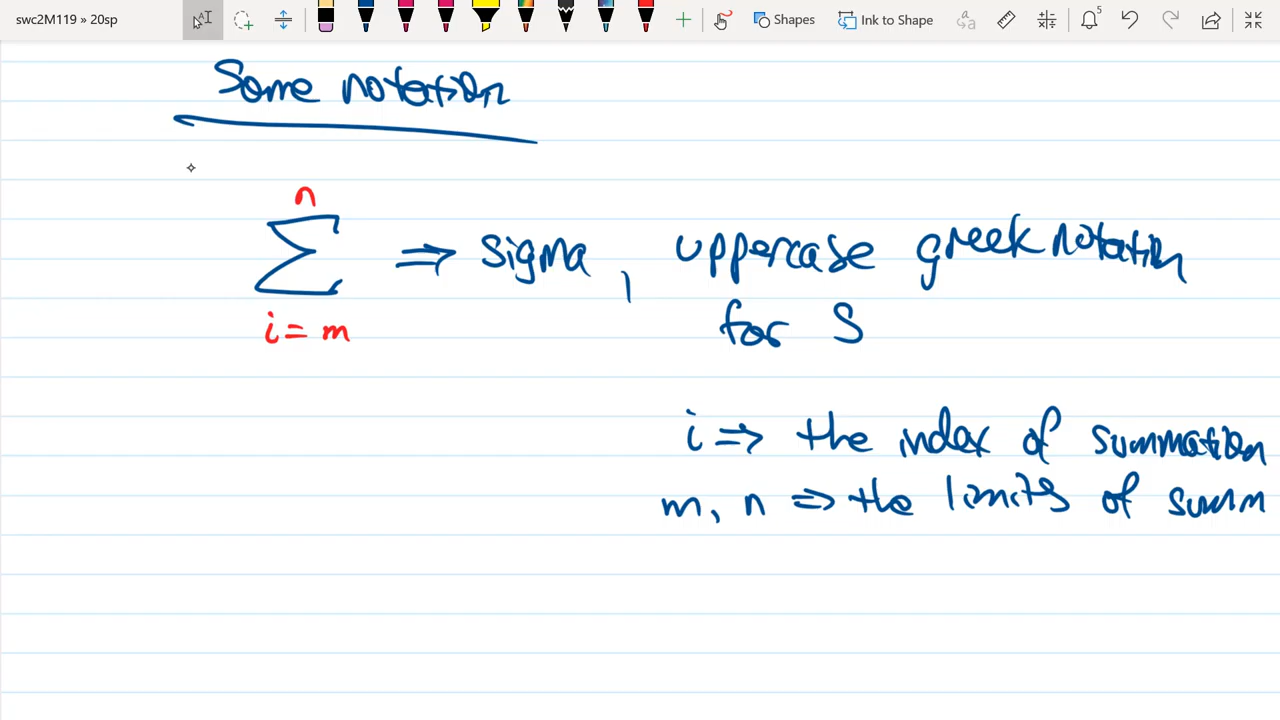 swc2M119 » 20sp
Shapes
Ink to Shape
5
Some notation
n
∑ ⇒ sigma, uppercase greek notation
i = m
for S
i ⇒ the index of summation
m, n ⇒ the limits of summ